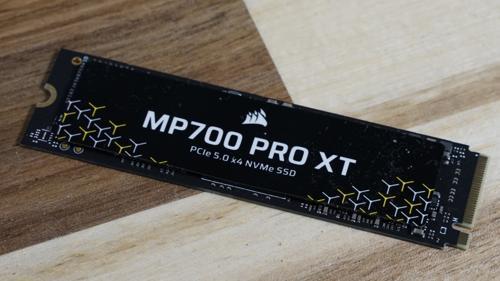 MP700 PRO XT
PCIe 5.0 x4 NVMe SSD